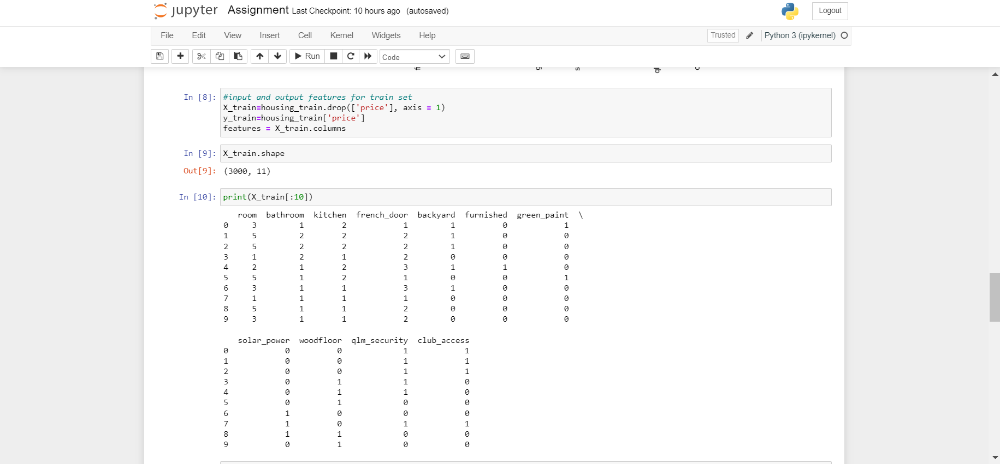 jupyter Assignment Last Checkpoint: 10 hours ago (autosaved) Logout
File Edit View Insert Cell Kernel Widgets Help Trusted Python 3 (ipykernel)
Run Code
In [8]: #input and output features for train set
X_train=housing_train.drop(['price'], axis = 1)
y_train=housing_train['price']
features = X_train.columns
In [9]: X_train.shape
Out[9]: (3000, 11)
In [10]: print(X_train[:10])
room bathroom kitchen french_door backyard furnished green_paint \
0 3 1 2 1 1 0 1
1 5 2 2 2 1 0 0
2 5 2 2 2 1 0 0
3 1 2 1 2 0 0 0
4 2 1 2 3 1 1 0
5 5 1 2 1 0 0 1
6 3 1 1 3 1 0 0
7 1 1 1 1 0 0 0
8 5 1 1 2 0 0 0
9 3 1 1 2 0 0 0
solar_power woodfloor qlm_security club_access
0 0 0 1 1
1 0 0 1 1
2 0 0 1 1
3 0 1 1 0
4 0 1 1 0
5 0 1 0 0
6 1 0 0 0
7 1 0 1 1
8 1 1 0 0
9 0 1 0 0